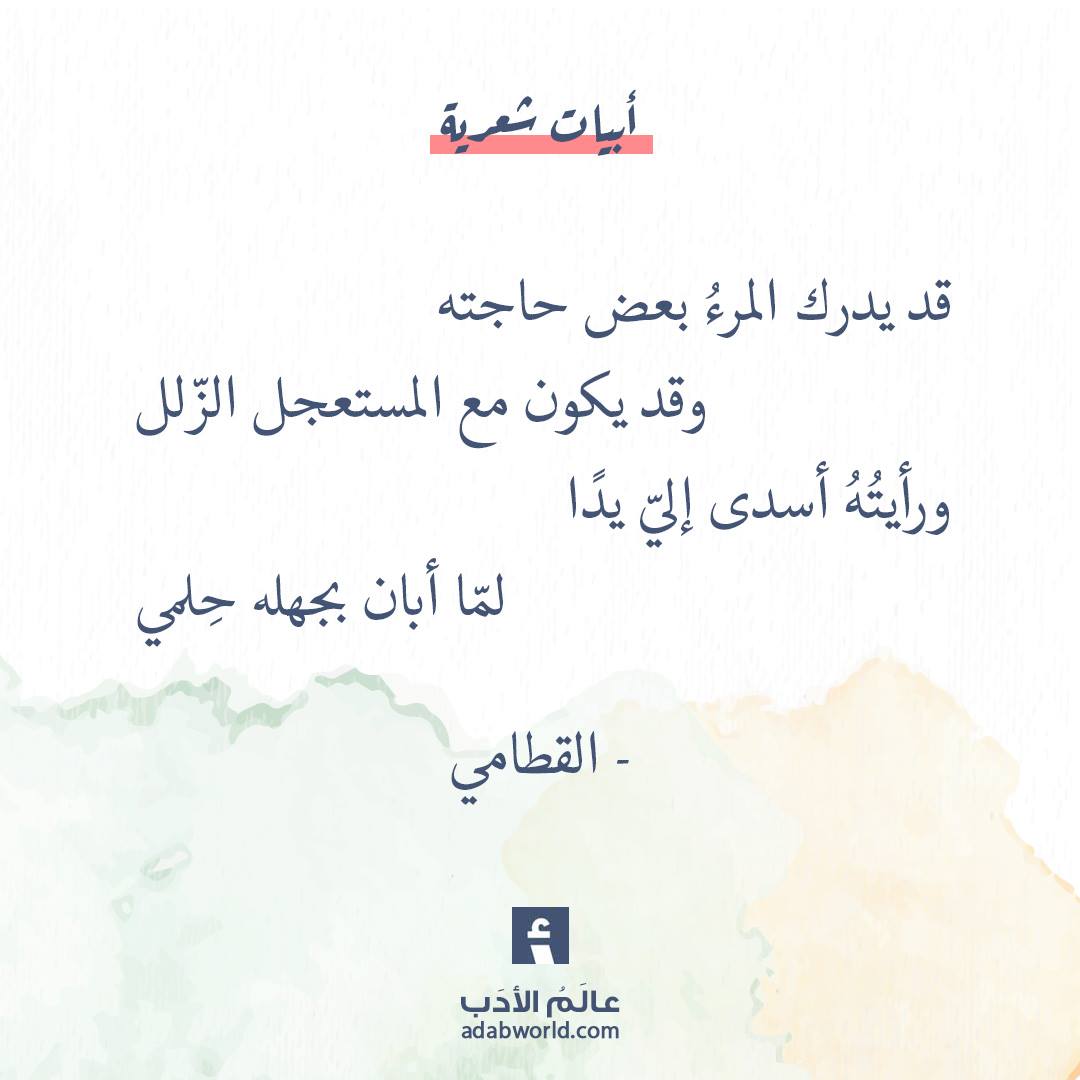 أبيات شعرية
قد يدرك المرءُ بعض حاجته
وقد يكون مع المستعجل الزّلل
ورأيتُهُ أسدى إليّ يدًا
لمّا أبان بجهله حِلمي
- القطامي
أ
عالَمُ الأدَب
adabworld.com